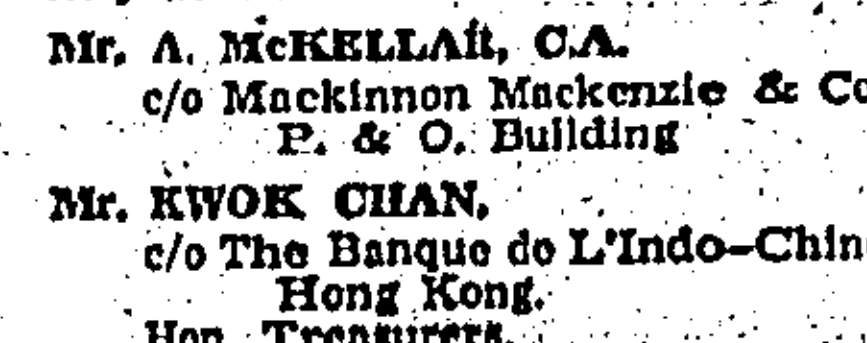 Mr. A. McKELLAR, C.A.
c/o Mackinnon Mackenzie & Co
P. & O. Building
Mr. KWOK CHAN,
c/o The Banque de L'Indo-Chin
Hong Kong.
Hon. Treasurers.